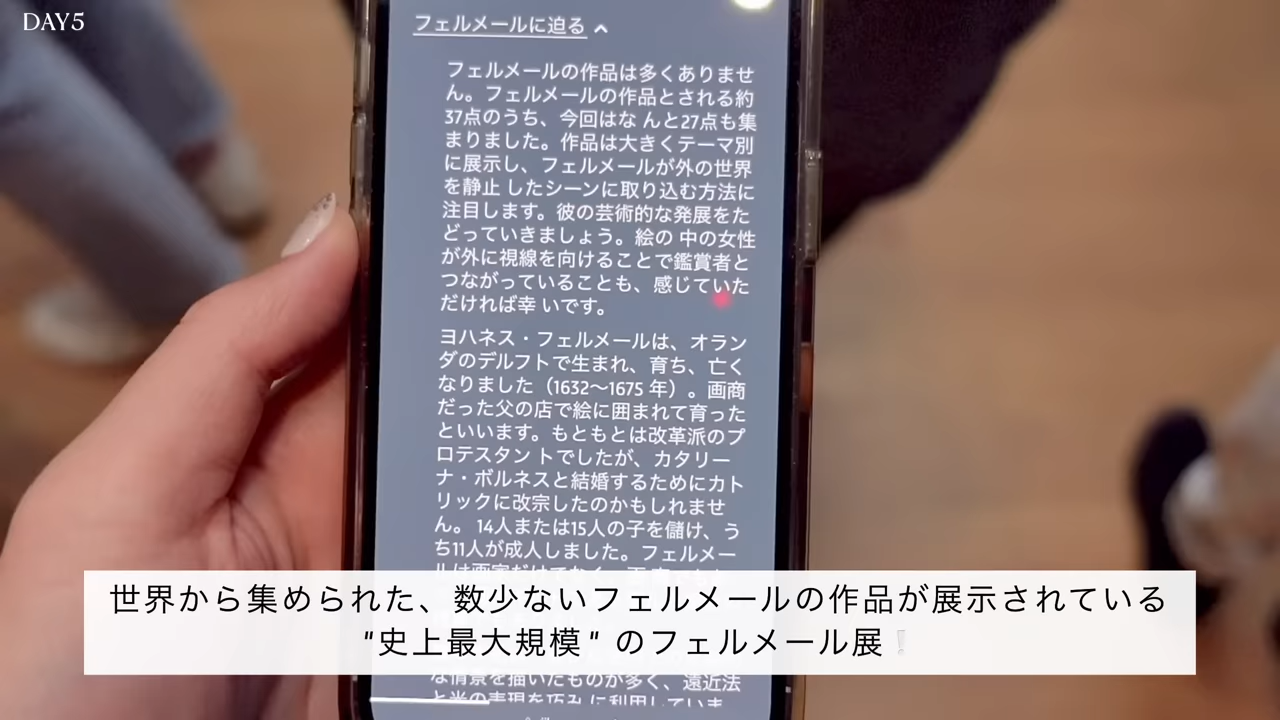 DAY5
フェルメールに迫る
フェルメールの作品は多くありませ
ん。フェルメールの作品とされる約
37点のうち、今回はな んと27点も集
まりました。作品は大きくテーマ別
に展示し、フェルメールが外の世界
を静止 したシーンに取り込む方法に
注目します。彼の芸術的な発展をた
どっていきましょう。絵の 中の女性
が外に視線を向けることで鑑賞者と
つながっていることも、感じていた
だければ幸 いです。
ヨハネス・フェルメールは、オラン
ダのデルフトで生まれ、育ち、亡く
なりました（1632〜1675 年）。画商
だった父の店で絵に囲まれて育った
といいます。もともとは改革派のプ
ロテスタン トでしたが、カタリー
ナ・ボルネスと結婚するためにカト
リックに改宗したのかもしれませ
ん。 14人または15人の子を儲け、う
ち11人が成人しました。フェルメー
世界から集められた、数少ないフェルメールの作品が展示されている
"史上最大規模" のフェルメール展❕
な情景を描いたものが多く、遠近法